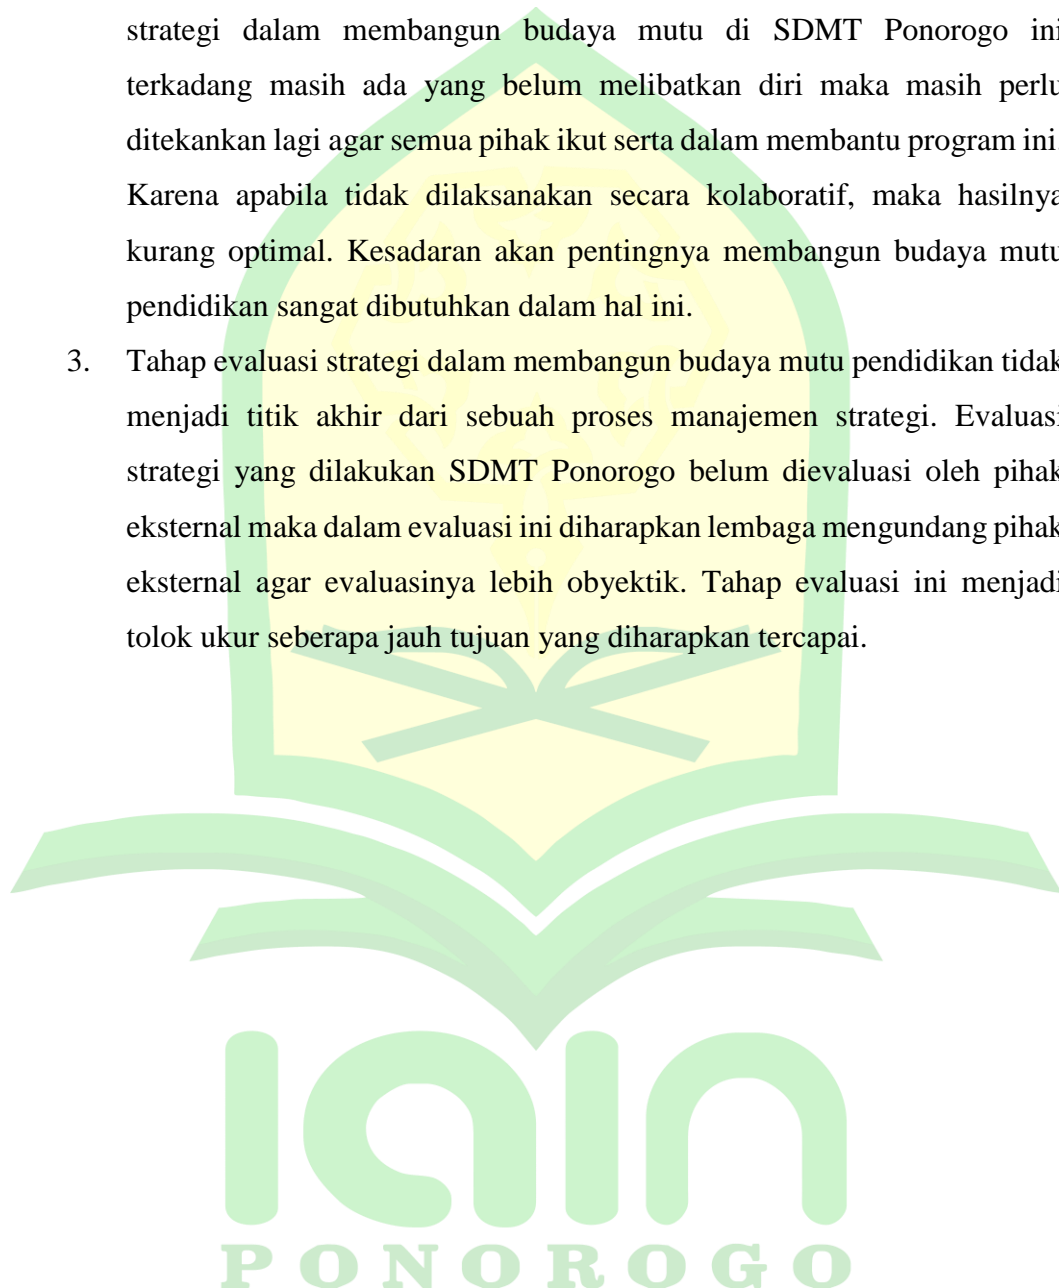 strategi dalam membangun budaya mutu di SDMT Ponorogo ini
terkadang masih ada yang belum melibatkan diri maka masih perlu
ditekankan lagi agar semua pihak ikut serta dalam membantu program ini.
Karena apabila tidak dilaksanakan secara kolaboratif, maka hasilnya
kurang optimal. Kesadaran akan pentingnya membangun budaya mutu
pendidikan sangat dibutuhkan dalam hal ini.
3. Tahap evaluasi strategi dalam membangun budaya mutu pendidikan tidak
menjadi titik akhir dari sebuah proses manajemen strategi. Evaluasi
strategi yang dilakukan SDMT Ponorogo belum dievaluasi oleh pihak
eksternal maka dalam evaluasi ini diharapkan lembaga mengundang pihak
eksternal agar evaluasinya lebih obyektik. Tahap evaluasi ini menjadi
tolok ukur seberapa jauh tujuan yang diharapkan tercapai.
iain
PONOROGO